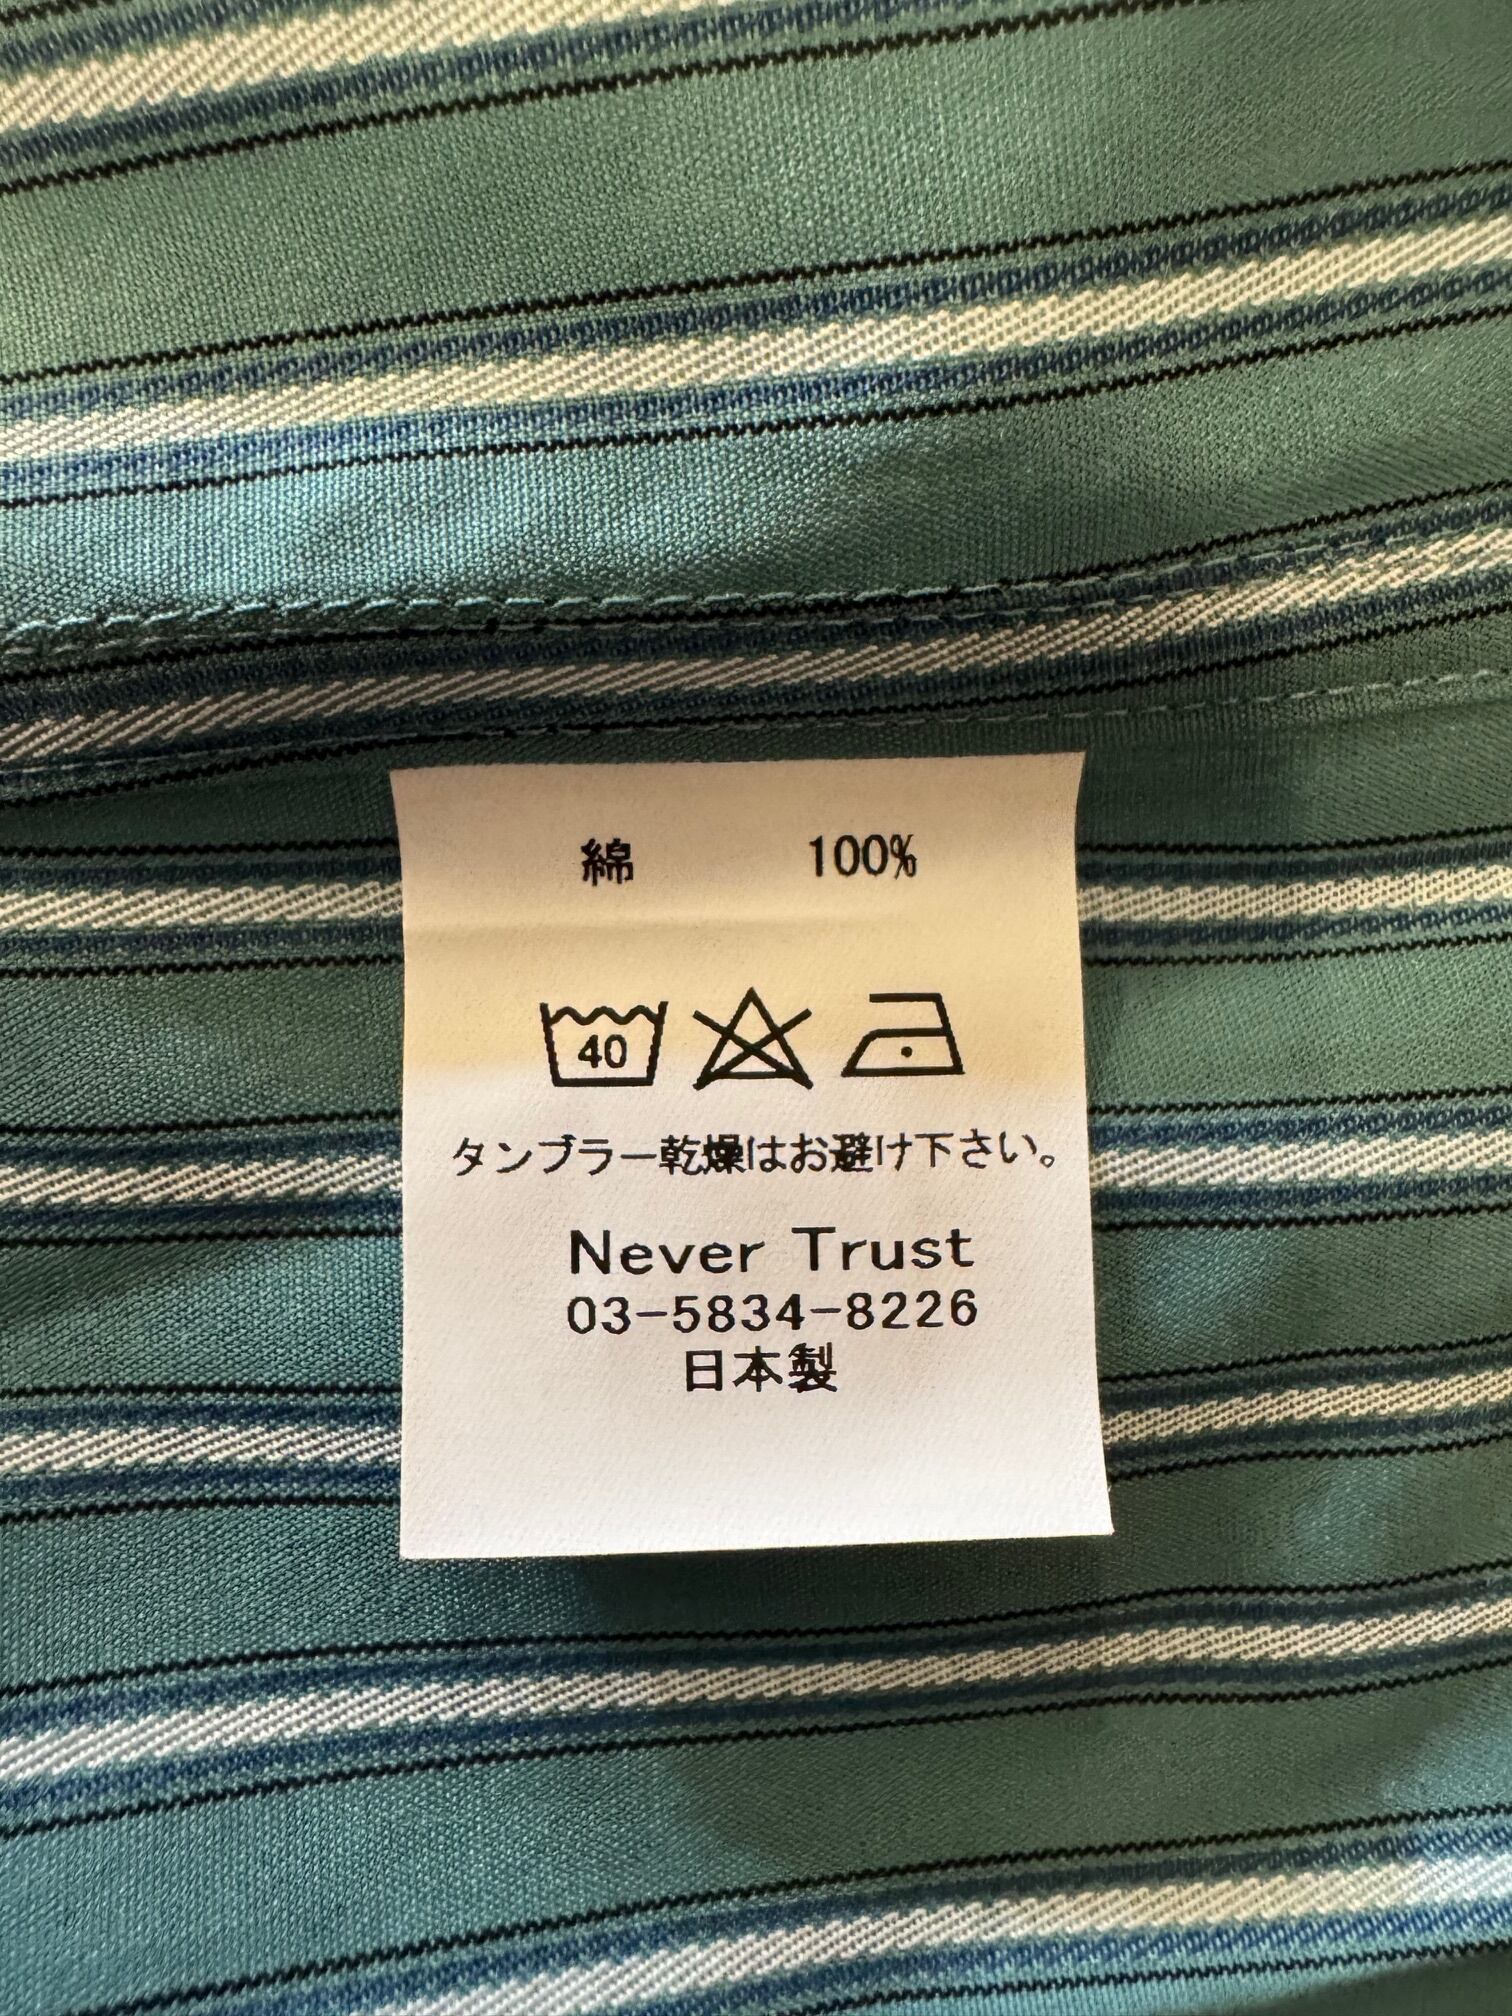 綿 100%
40
タンブラー乾燥はお避け下さい。
Never Trust
03-5834-8226
日本製